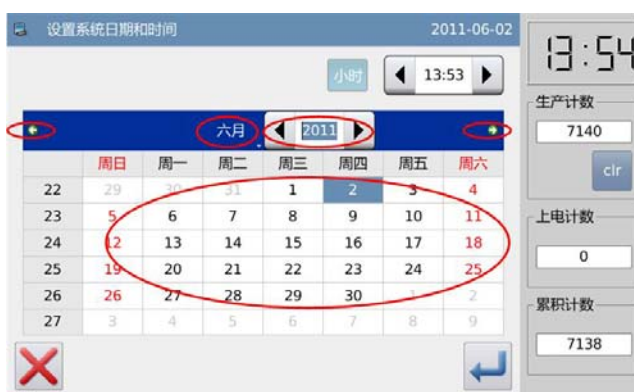 设置系统日期和时间 2011-06-02
13:54
小时 13:53
生产计数
7140
clr
六月 2011
周日 周一 周二 周三 周四 周五 周六
22 29 30 31 1 2 3 4
23 5 6 7 8 9 10 11
24 12 13 14 15 16 17 18
25 19 20 21 22 23 24 25
26 26 27 28 29 30 1 2
27 3 4 5 6 7 8 9
上电计数
0
累积计数
7138